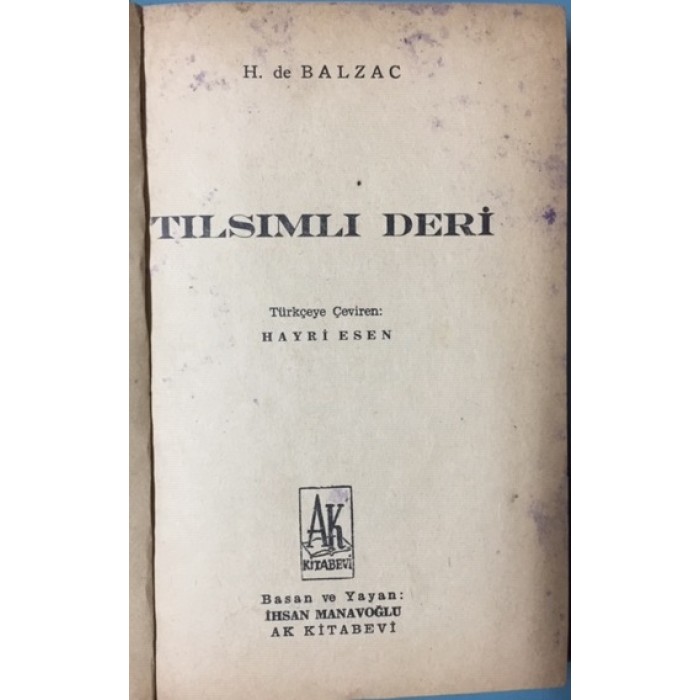 H. de BALZAC
TILSIMLI DERİ
Türkçeye Çeviren:
HAYRİ ESEN
AK
KİTABEVİ
Basan ve Yayan:
İHSAN MANAVOĞLU
AK KİTABEVİ